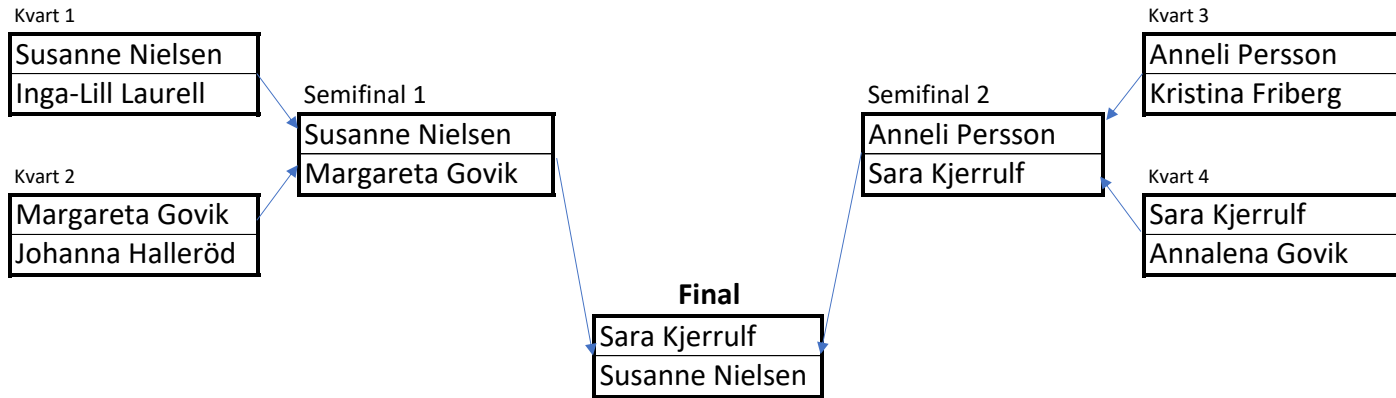 Kvart 1
Susanne Nielsen
Inga-Lill Laurell
Kvart 2
Margareta Govik
Johanna Halleröd
Semifinal 1
Susanne Nielsen
Margareta Govik
Final
Sara Kjerrulf
Susanne Nielsen
Semifinal 2
Anneli Persson
Sara Kjerrulf
Kvart 3
Anneli Persson
Kristina Friberg
Kvart 4
Sara Kjerrulf
Annalena Govik